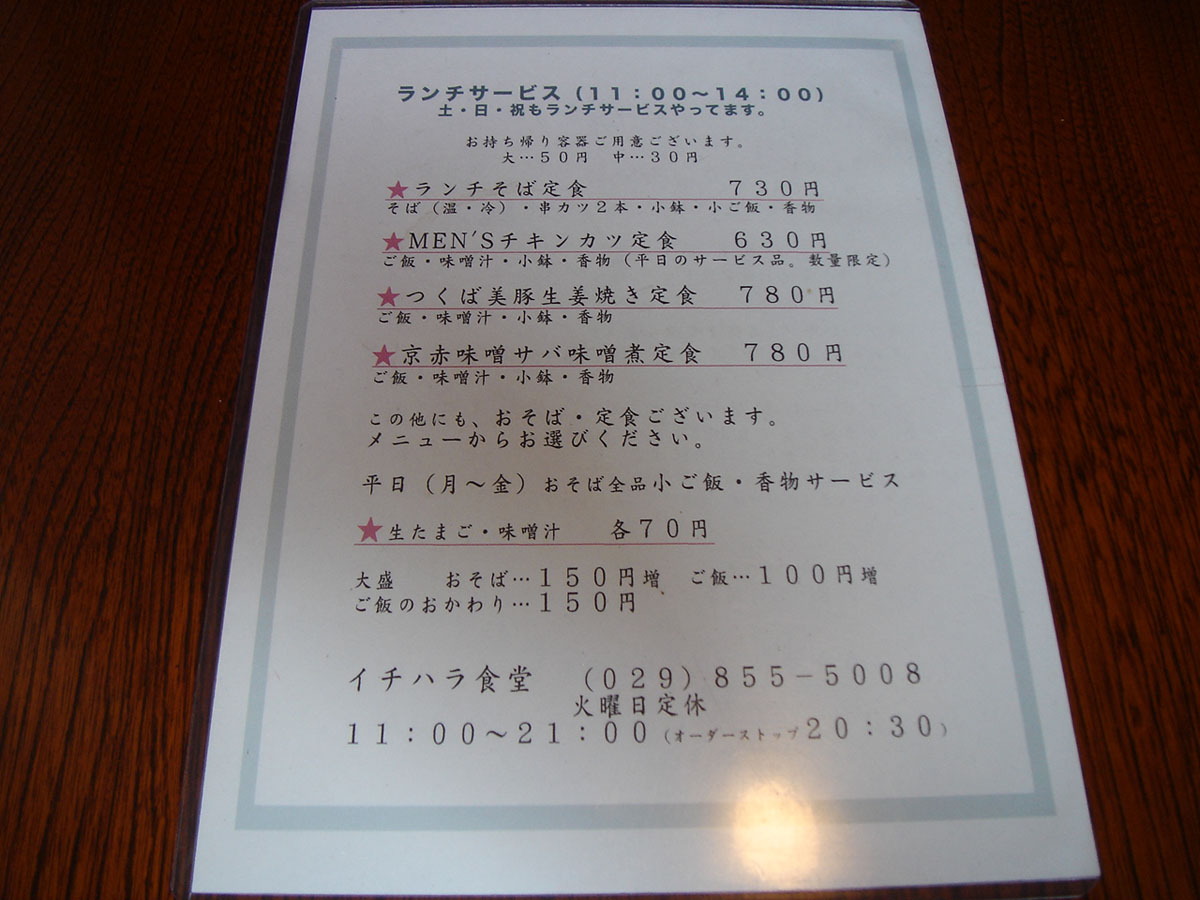 ランチサービス(11:00〜14:00)
土・日・祝もランチサービスやってます。
お持ち帰り容器ご用意ございます。
大…50円 中…30円
★ランチそば定食 730円
そば(温・冷)・串カツ2本・小鉢・小ご飯・香物
★MEN'Sチキンカツ定食 630円
ご飯・味噌汁・小鉢・香物(平日のサービス品。数量限定)
★つくば美豚生姜焼き定食 780円
ご飯・味噌汁・小鉢・香物
★京赤味噌サバ味噌煮定食 780円
ご飯・味噌汁・小鉢・香物
この他にも、おそば・定食ございます。
メニューからお選びください。
平日(月〜金)おそば全品小ご飯・香物サービス
★生たまご・味噌汁 各70円
大盛 おそば…150円増 ご飯…100円増
ご飯のおかわり…150円
イチハラ食堂 (029)855-5008
火曜日定休
11:00〜21:00(オーダーストップ20:30)